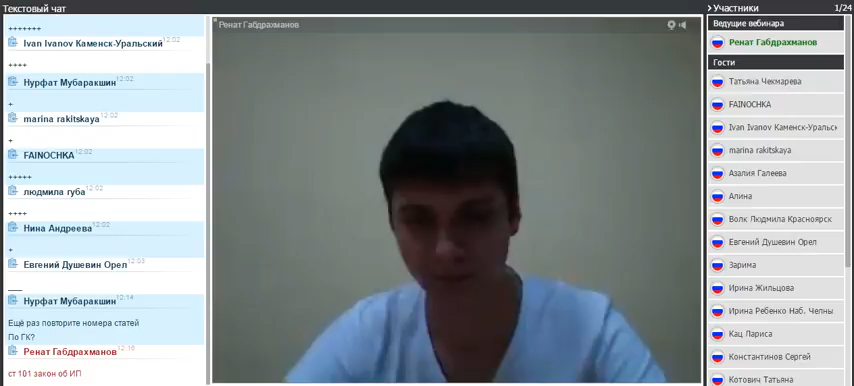 Текстовый чат
+++++++
Ivan Ivanov Каменск-Уральский 12:02
++++
Нурфат Мубаракшин 12:02
+
marina rakitskaya 12:02
+
FAINOCHKA 12:02
+++++
людмила губа 12:02
++++
Нина Андреева 12:02
+
Евгений Душевин Орел 12:03
___
Нурфат Мубаракшин 12:14
Ещё раз повторите номера статей
По ГК?
Ренат Габдрахманов 12:16
ст 101 закон об ИП
Ренат Габдрахманов
Участники 1/24
Ведущие вебинара
Ренат Габдрахманов
Гости
Татьяна Чекмарева
FAINOCHKA
Ivan Ivanov Каменск-Уральск
marina rakitskaya
Азалия Галеева
Алина
Волк Людмила Красноярск
Евгений Душевин Орел
Зарима
Ирина Жильцова
Ирина Ребенко Наб. Челны
Кац Лариса
Константинов Сергей
Котович Татьяна